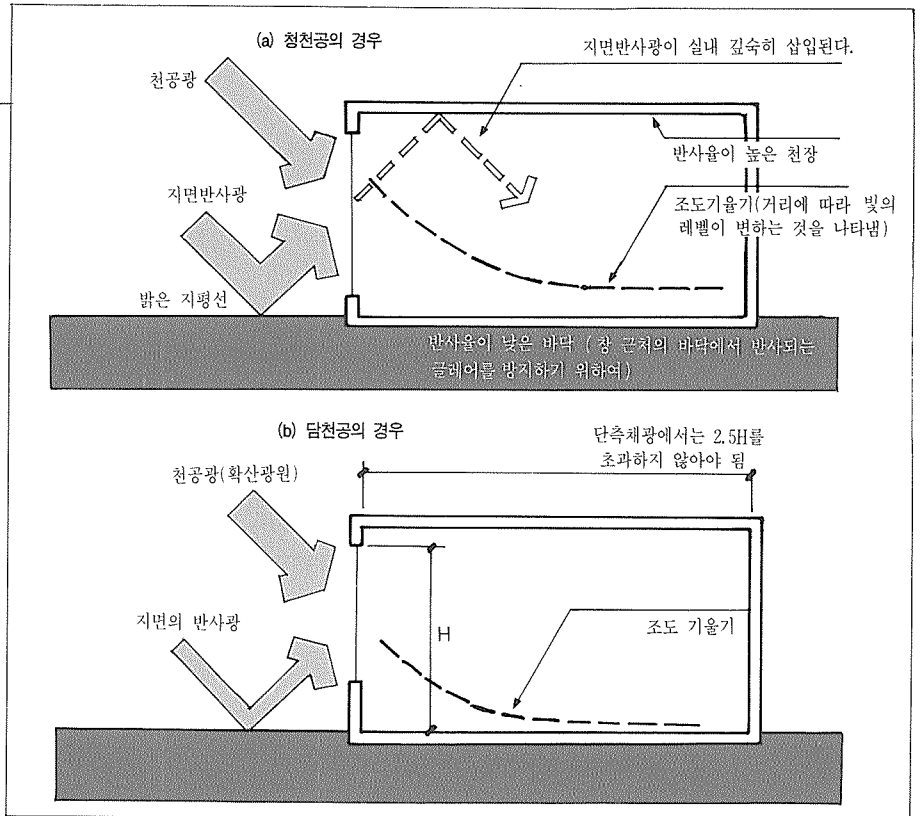 (a) 청천공의 경우
지면반사광이 실내 깊숙히 삽입된다.
천공광
반사율이 높은 천장
지면반사광
조도기울기(거리에 따라 빛의
레벨이 변하는 것을 나타냄)
밝은 지평선
반사율이 낮은 바닥 ( 창 근처의 바닥에서 반사되는
글레어를 방지하기 위하여)
(b) 담천공의 경우
단측채광에서는 2.5H를
초과하지 않아야 됨
천공광(확산광원)
지면의 반사광
H
조도 기울기